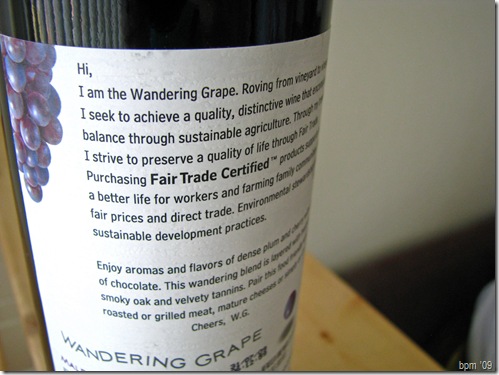 Hi,
I am the Wandering Grape. Roving from vineyard to
I seek to achieve a quality, distinctive wine that
balance through sustainable agriculture. Through my
I strive to preserve a quality of life through Fair Trade
Purchasing Fair Trade Certified™ products
a better life for workers and farming family
fair prices and direct trade. Environmental
sustainable development practices.
Enjoy aromas and flavors of dense plum and
of chocolate. This wandering blend is layered with
smoky oak and velvety tannins. Pair this food
roasted or grilled meat, mature cheeses or
Cheers, W.G.
WANDERING GRAPE
bpm '09